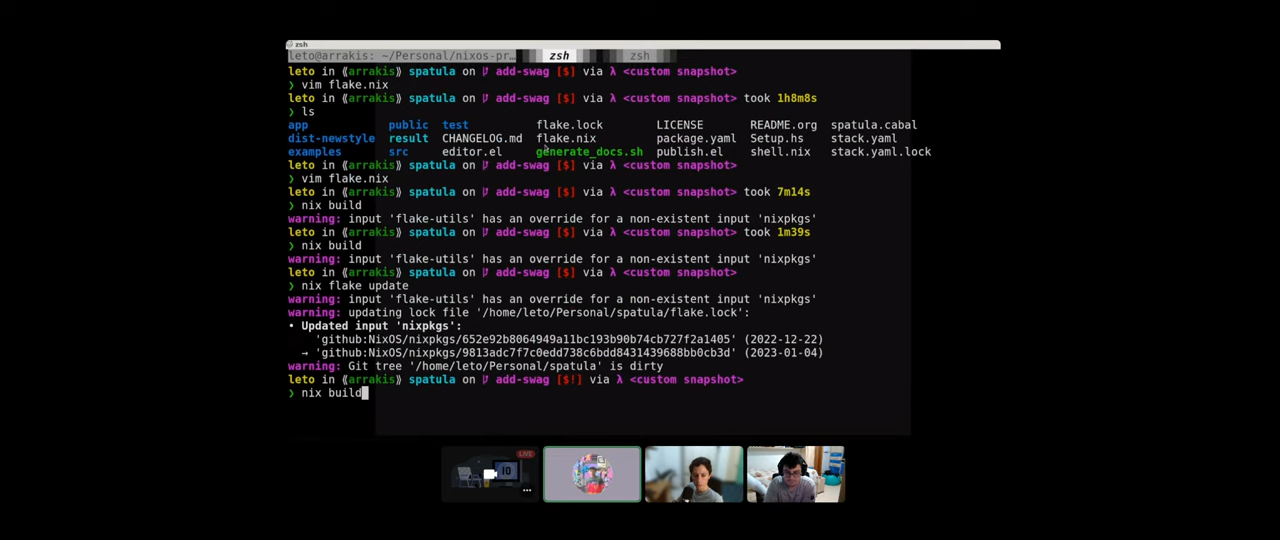 zsh
leto@arrakis: ~/Personal/nixos-pr… zsh zsh
leto in ⟪arrakis⟫ spatula on add-swag [$] via λ <custom snapshot>
❯ vim flake.nix
leto in ⟪arrakis⟫ spatula on add-swag [$] via λ <custom snapshot> took 1h8m8s
❯ ls
app public test flake.lock LICENSE README.org spatula.cabal
dist-newstyle result CHANGELOG.md flake.nix package.yaml Setup.hs stack.yaml
examples src editor.el generate_docs.sh publish.el shell.nix stack.yaml.lock
leto in ⟪arrakis⟫ spatula on add-swag [$] via λ <custom snapshot>
❯ vim flake.nix
leto in ⟪arrakis⟫ spatula on add-swag [$] via λ <custom snapshot> took 7m14s
❯ nix build
warning: input 'flake-utils' has an override for a non-existent input 'nixpkgs'
leto in ⟪arrakis⟫ spatula on add-swag [$] via λ <custom snapshot> took 1m39s
❯ nix build
warning: input 'flake-utils' has an override for a non-existent input 'nixpkgs'
leto in ⟪arrakis⟫ spatula on add-swag [$] via λ <custom snapshot>
❯ nix flake update
warning: input 'flake-utils' has an override for a non-existent input 'nixpkgs'
warning: updating lock file '/home/leto/Personal/spatula/flake.lock':
• Updated input 'nixpkgs':
'github:NixOS/nixpkgs/652e92b8064949a11bc193b90b74cb727f2a1405' (2022-12-22)
→ 'github:NixOS/nixpkgs/9813adc7f7c0edd738c6bdd8431439688bb0cb3d' (2023-01-04)
warning: Git tree '/home/leto/Personal/spatula' is dirty
leto in ⟪arrakis⟫ spatula on add-swag [$!] via λ <custom snapshot>
❯ nix build
LIVE